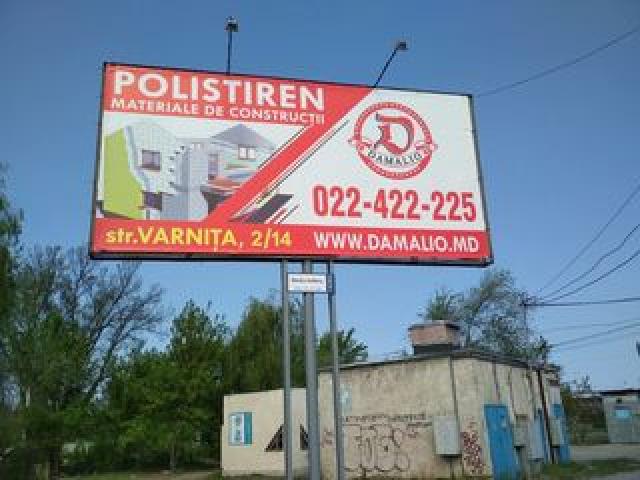 POLISTIREN
MATERIALE DE CONSTRUCȚII
D
DAMALIO
022-422-225
str.VARNIȚA, 2/14
WWW.DAMALIO.MD